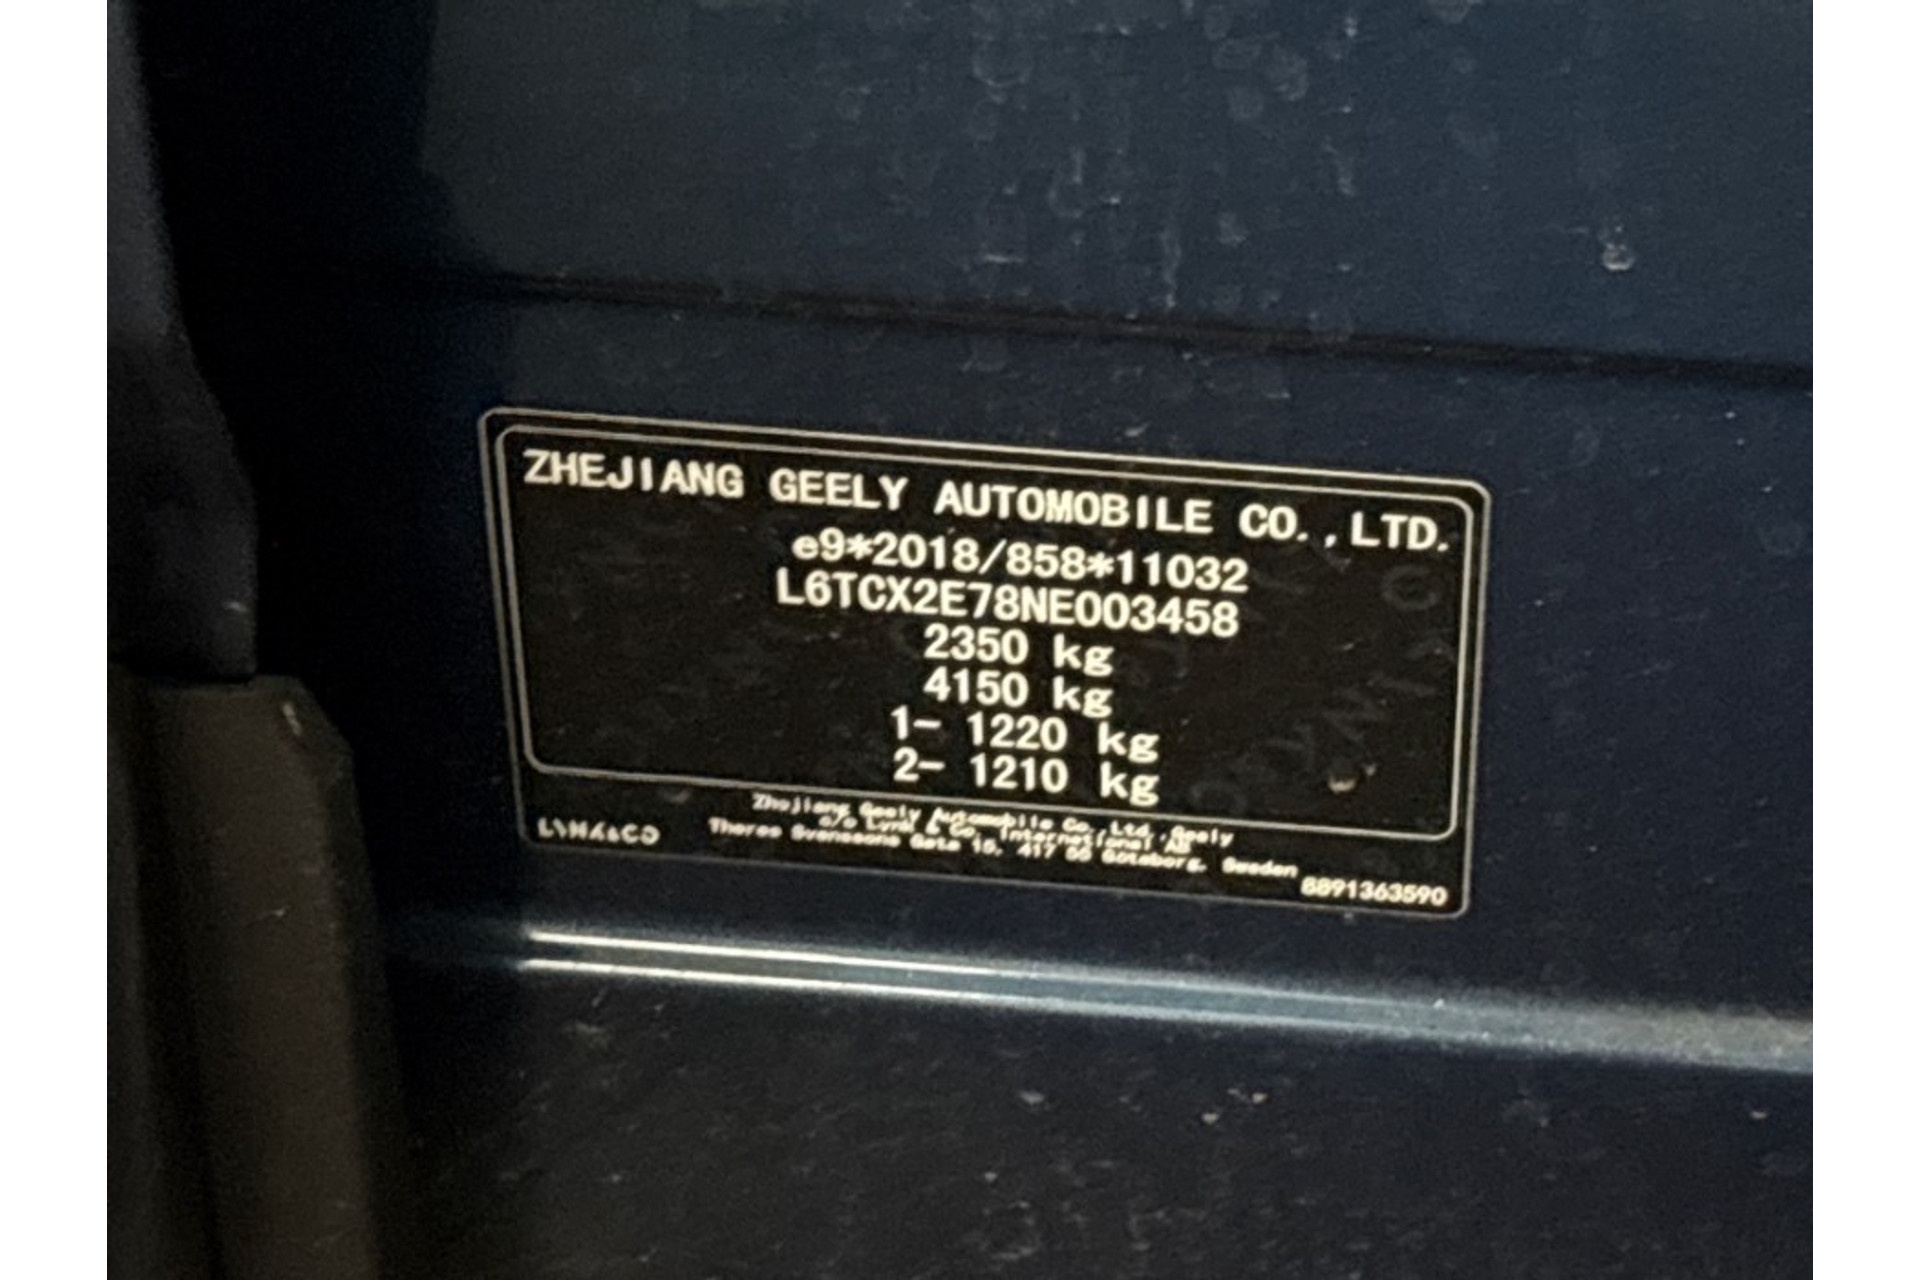 ZHEJIANG GEELY AUTOMOBILE CO.,LTD.
e9*2018/858*11032
L6TCX2E78NE003458
2350 kg
4150 kg
1- 1220 kg
2- 1210 kg
Zhejiang Geely Automobile Co., Ltd.,Geely
c/o Lynk & Co. International AB
LYNK&CO
Theres Svenssons Gata 15, 417 55 Göteborg, Sweden
8891363590